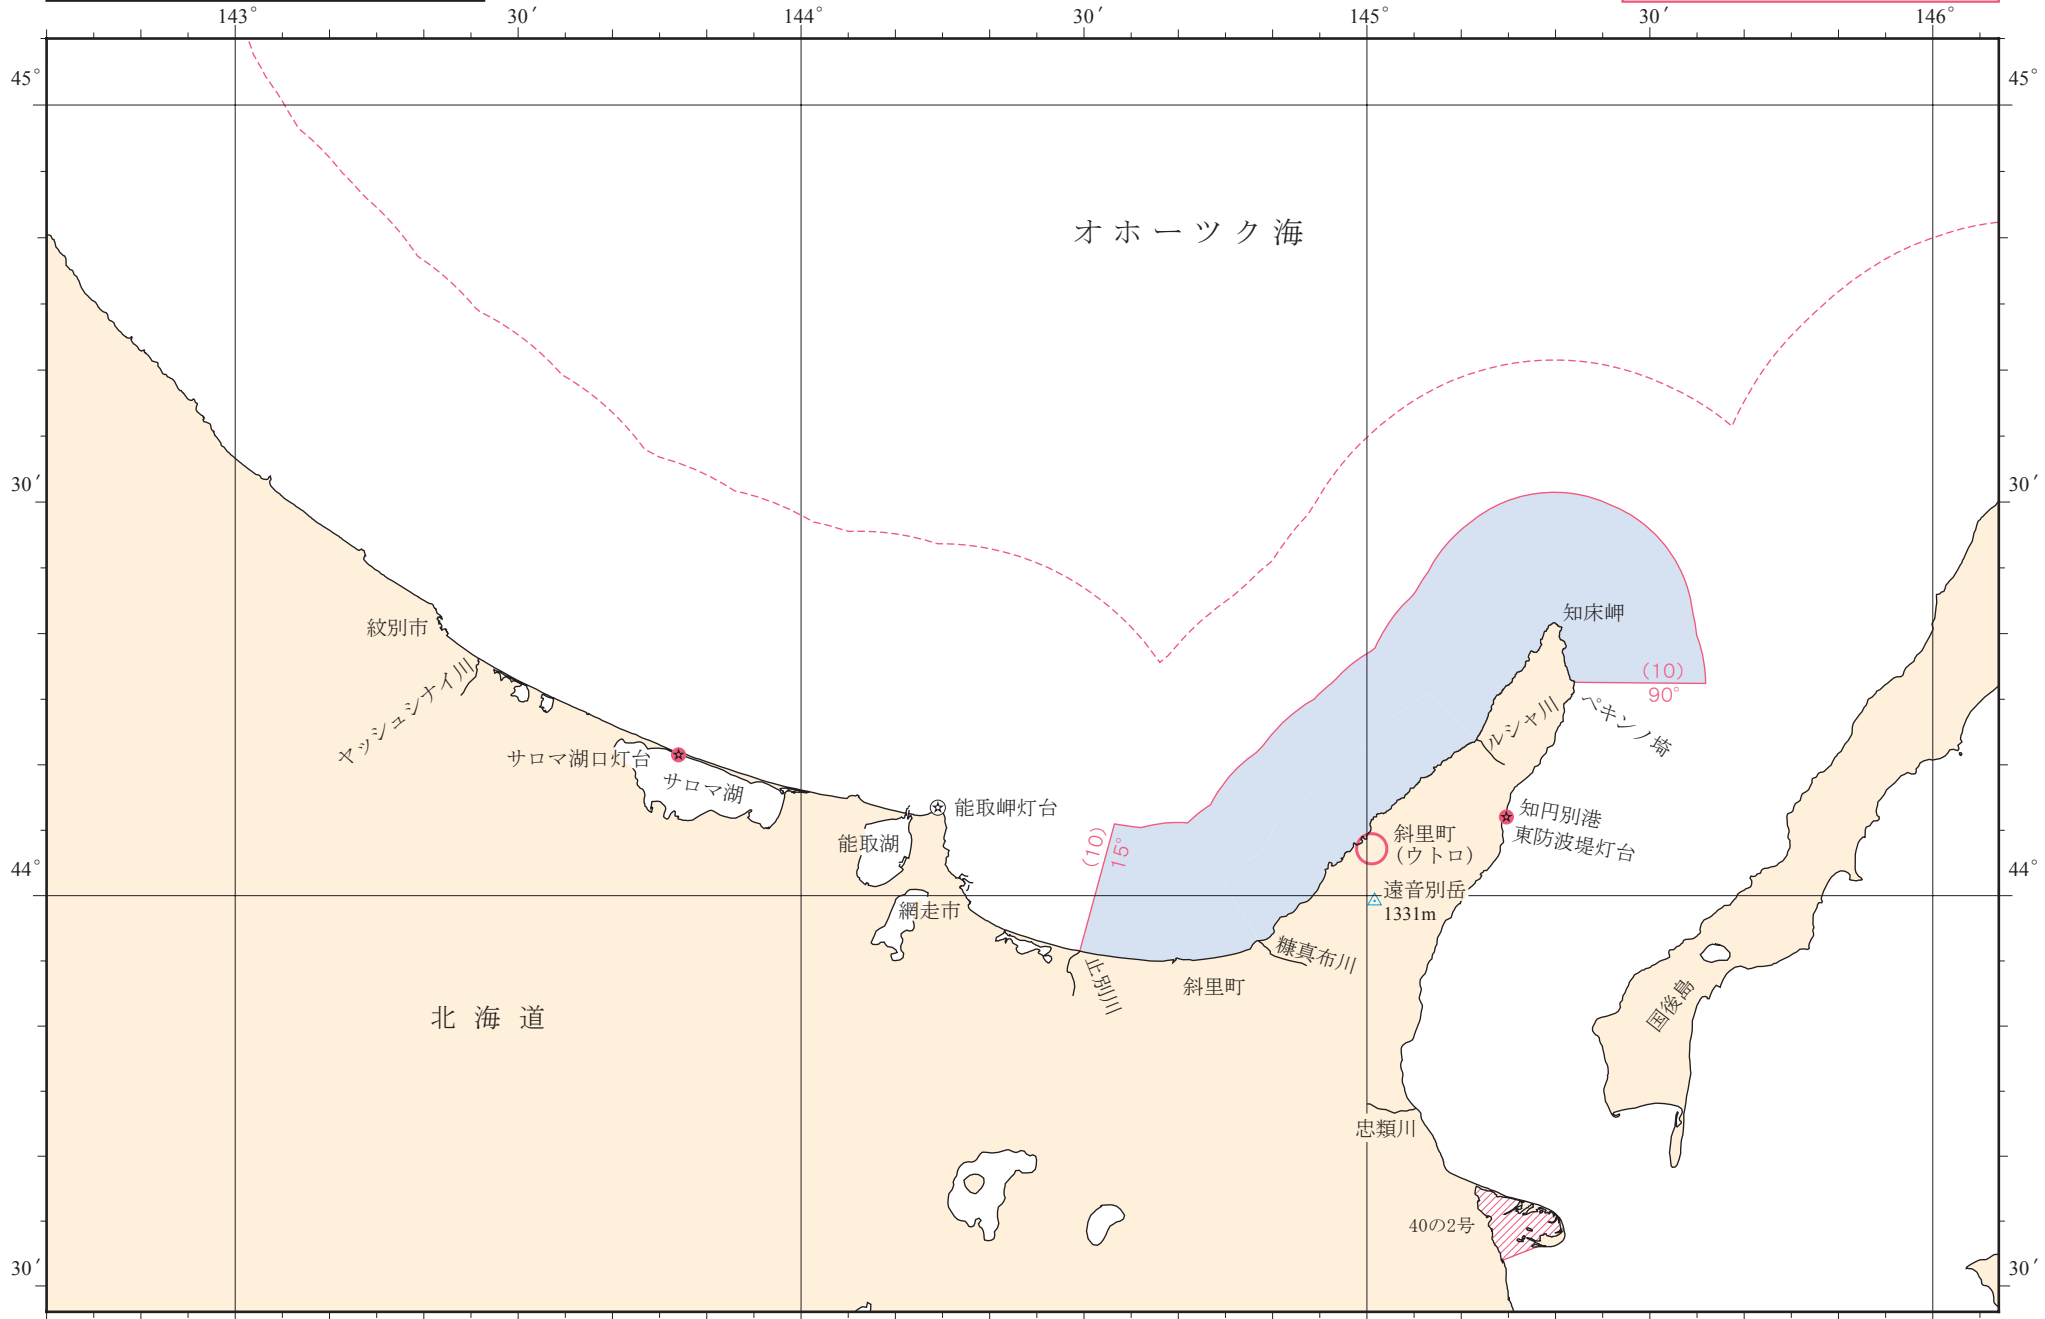 143°
30′
144°
30′
145°
30′
146°
45°
45°
オホーツク海
30′
30′
紋別市
知床岬
(10)
90°
ヤッシュシナイ川
ルシャ川
ペキンノ埼
サロマ湖口灯台
サロマ湖
能取岬灯台
知円別港
東防波堤灯台
能取湖
(10)
15°
斜里町
(ウトロ)
44°
44°
遠音別岳
1331m
網走市
糠真布川
止別川
斜里町
国後島
北海道
忠類川
40の2号
30′
30′